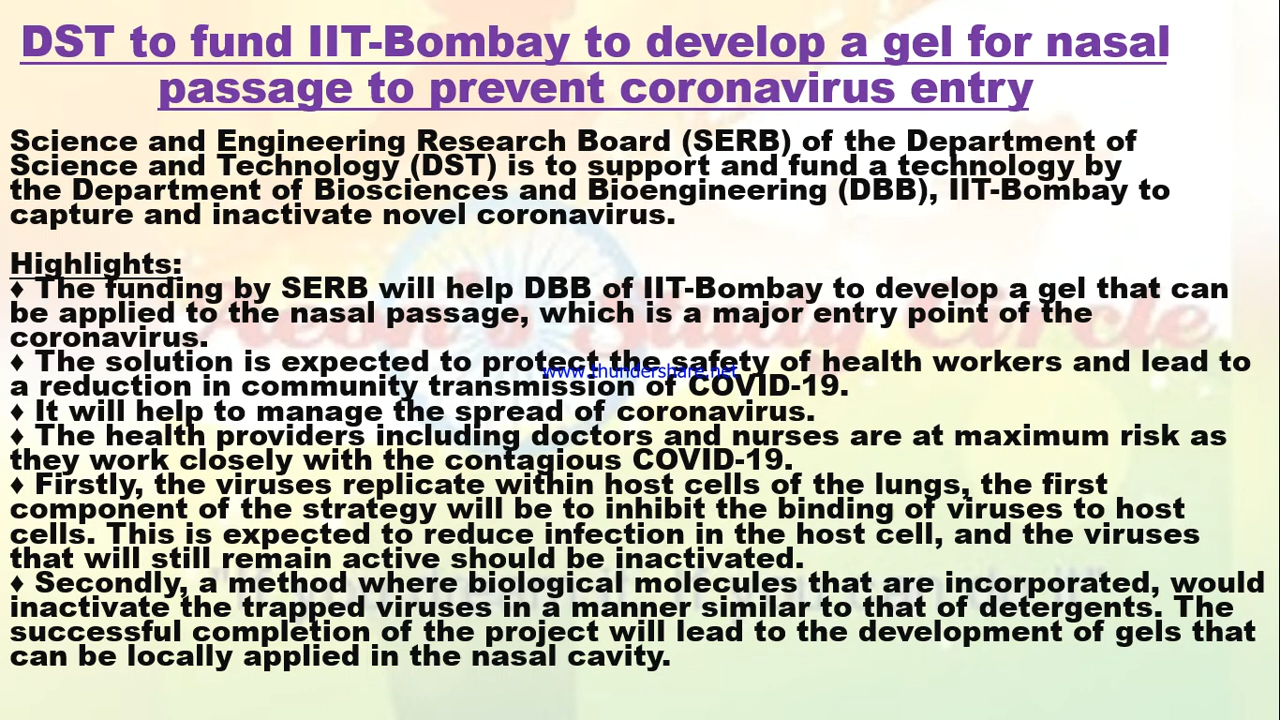 DST to fund IIT-Bombay to develop a gel for nasal
passage to prevent coronavirus entry
Science and Engineering Research Board (SERB) of the Department of
Science and Technology (DST) is to support and fund a technology by
the Department of Biosciences and Bioengineering (DBB), IIT-Bombay to
capture and inactivate novel coronavirus.
Highlights:
♦ The funding by SERB will help DBB of IIT-Bombay to develop a gel that can
be applied to the nasal passage, which is a major entry point of the
coronavirus.
♦ The solution is expected to protect the safety of health workers and lead to
www.thundershare.net
a reduction in community transmission of COVID-19.
♦ It will help to manage the spread of coronavirus.
♦ The health providers including doctors and nurses are at maximum risk as
they work closely with the contagious COVID-19.
♦ Firstly, the viruses replicate within host cells of the lungs, the first
component of the strategy will be to inhibit the binding of viruses to host
cells. This is expected to reduce infection in the host cell, and the viruses
that will still remain active should be inactivated.
♦ Secondly, a method where biological molecules that are incorporated, would
inactivate the trapped viruses in a manner similar to that of detergents. The
successful completion of the project will lead to the development of gels that
can be locally applied in the nasal cavity.